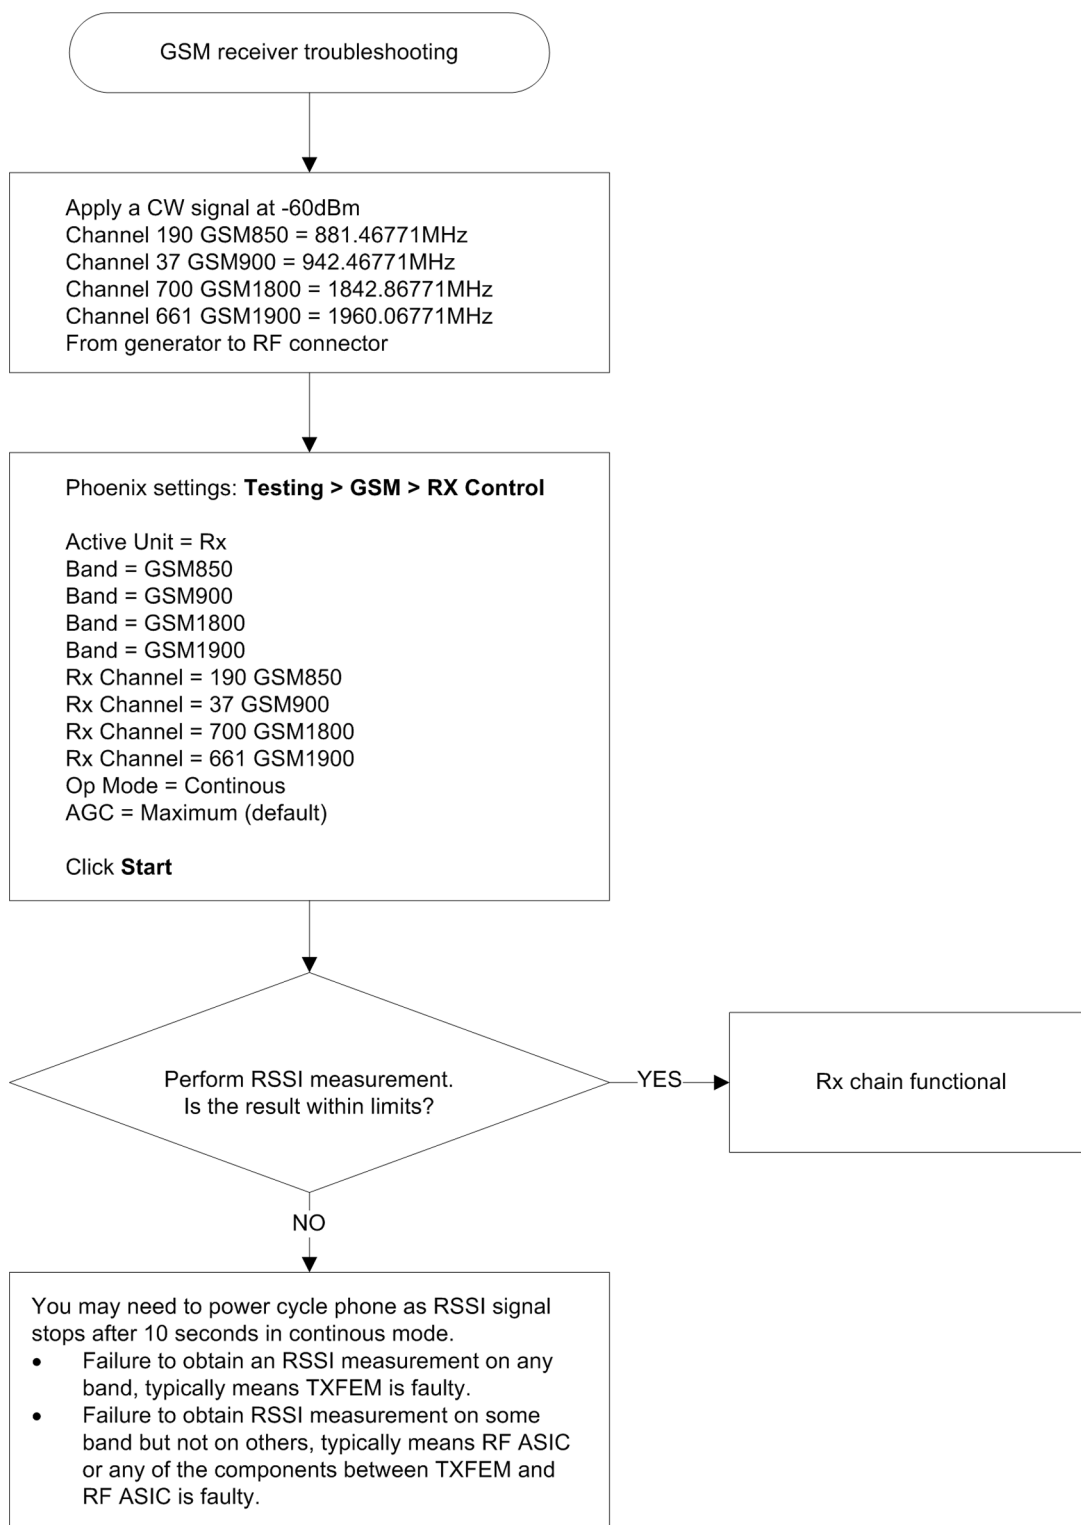 GSM receiver troubleshooting
Apply a CW signal at -60dBm
Channel 190 GSM850 = 881.46771MHz
Channel 37 GSM900 = 942.46771MHz
Channel 700 GSM1800 = 1842.86771MHz
Channel 661 GSM1900 = 1960.06771MHz
From generator to RF connector
Phoenix settings: Testing > GSM > RX Control
Active Unit = Rx
Band = GSM850
Band = GSM900
Band = GSM1800
Band = GSM1900
Rx Channel = 190 GSM850
Rx Channel = 37 GSM900
Rx Channel = 700 GSM1800
Rx Channel = 661 GSM1900
Op Mode = Continous
AGC = Maximum (default)
Click Start
Perform RSSI measurement.
Is the result within limits?
YES
Rx chain functional
NO
You may need to power cycle phone as RSSI signal
stops after 10 seconds in continous mode.
• Failure to obtain an RSSI measurement on any
band, typically means TXFEM is faulty.
• Failure to obtain RSSI measurement on some
band but not on others, typically means RF ASIC
or any of the components between TXFEM and
RF ASIC is faulty.